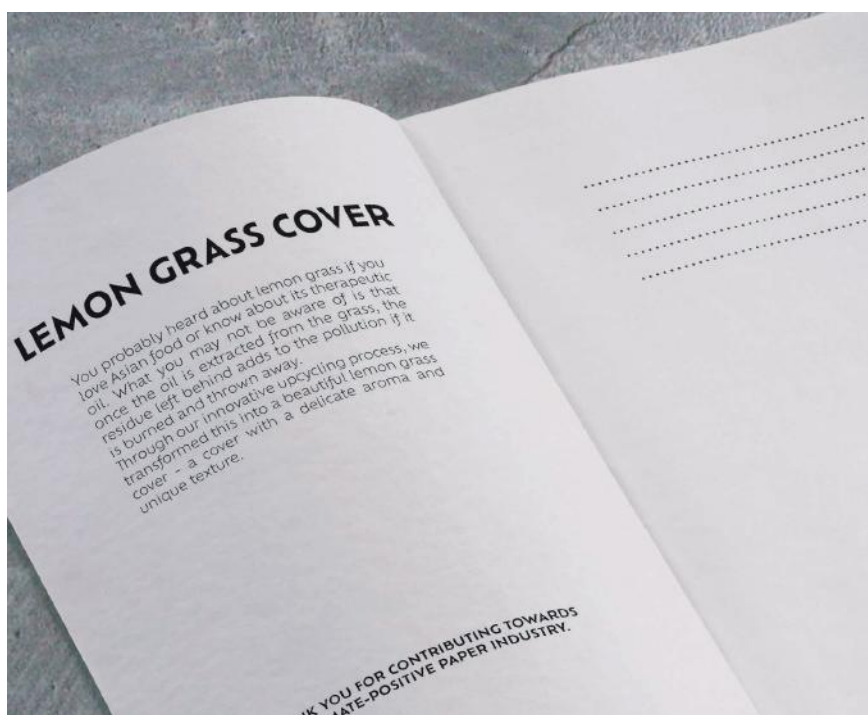 LEMON GRASS COVER
You probably heard about lemon grass if you
love Asian food or know about its therapeutic
oil. What you may not be aware of is that
once the oil is extracted from the grass, the
residue left behind adds to the pollution if it
is burned and thrown away.
Through our innovative upcycling process, we
transformed this into a beautiful lemon grass
cover - a cover with a delicate aroma and
unique texture.
YOU FOR CONTRIBUTING TOWARDS
POSITIVE PAPER INDUSTRY.